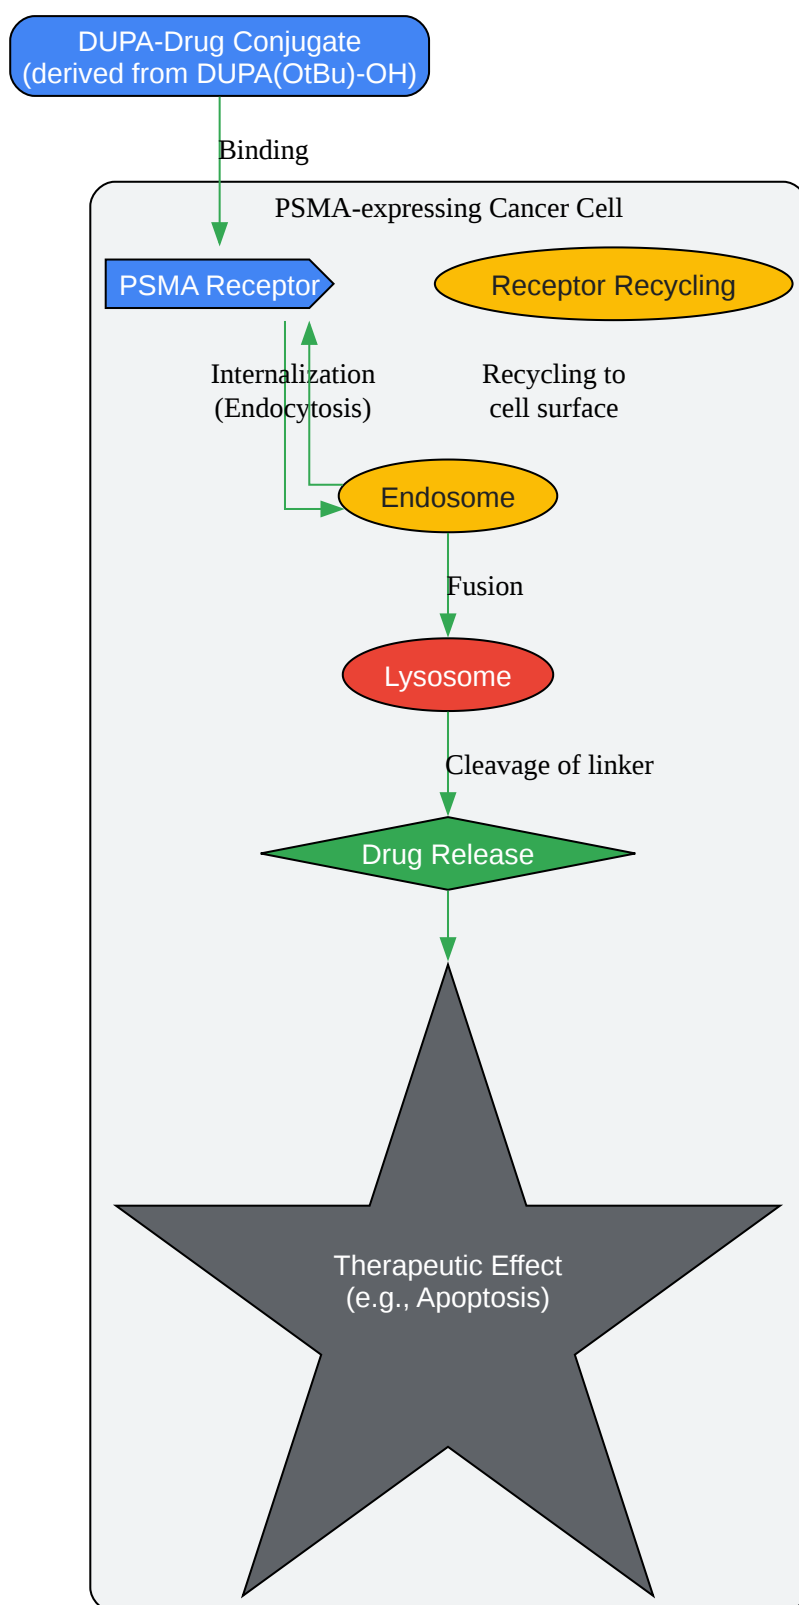 DUPA-Drug Conjugate
(derived from DUPA(OtBu)-OH)
Binding
PSMA-expressing Cancer Cell
PSMA Receptor
Receptor Recycling
Internalization
(Endocytosis)
Recycling to
cell surface
Endosome
Fusion
Lysosome
Cleavage of linker
Drug Release
Therapeutic Effect
(e.g., Apoptosis)